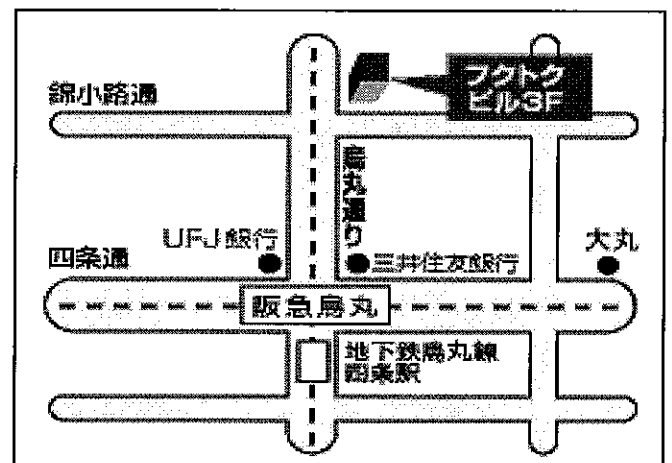 フクトク
ビル3F
錦小路通
烏丸通り
UFJ銀行
四条通
三井住友銀行
大丸
阪急烏丸
地下鉄烏丸線
四条駅